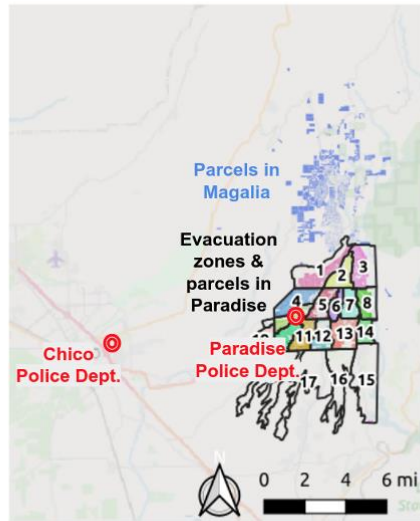 Parcels in
Magalia
Evacuation
zones &
parcels in
Paradise
1
2
3
4
5
6
7
8
11
12
13
14
Chico
Police Dept.
Paradise
Police Dept.
17
16
15
N
0 2 4 6 mi